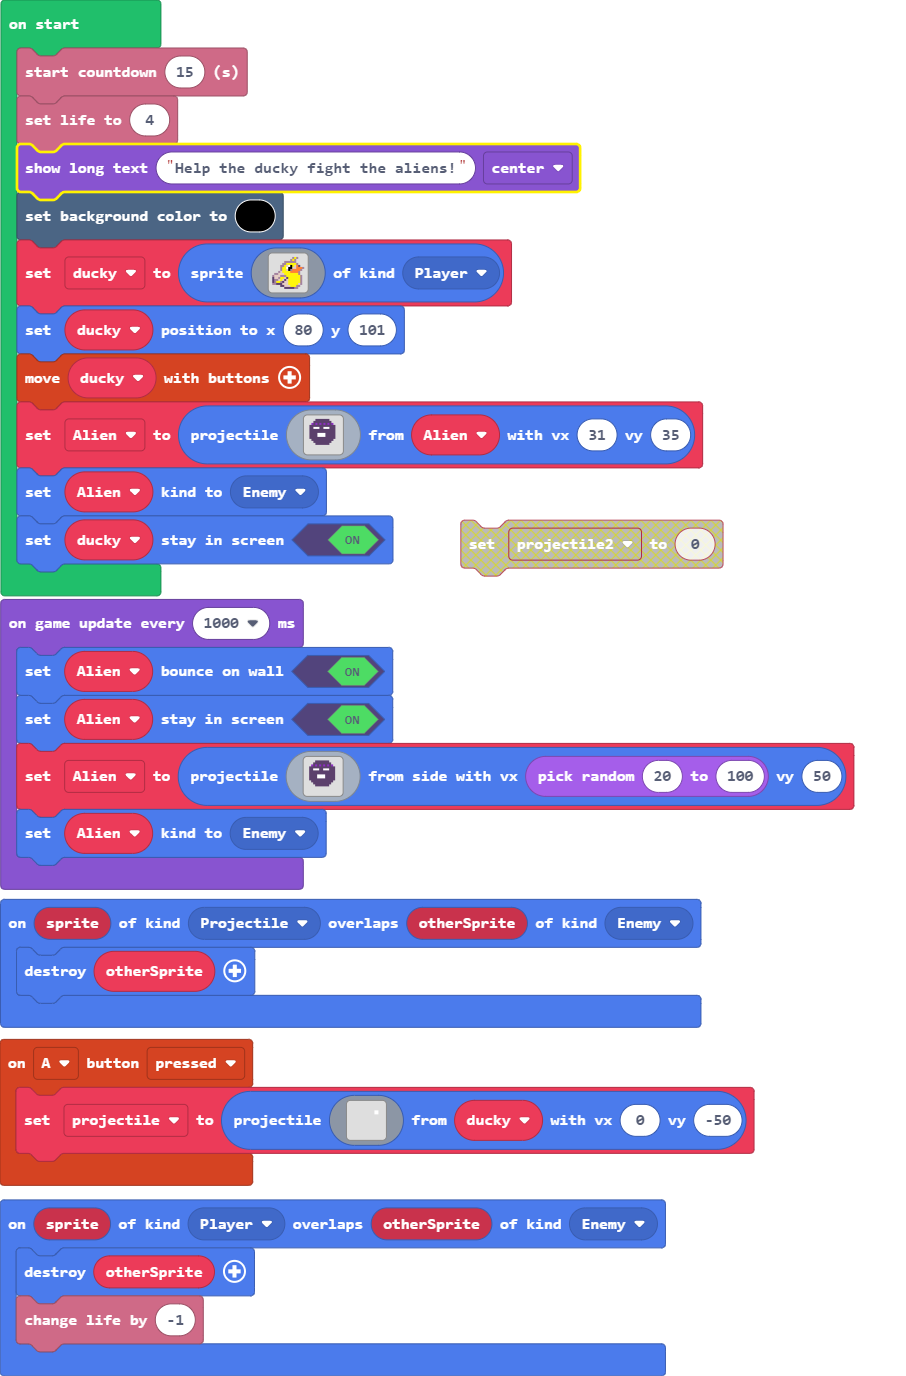 on start
start countdown 15 (s)
set life to 4
show long text "Help the ducky fight the aliens!" center
set background color to
set ducky to sprite of kind Player
set ducky position to x 80 y 101
move ducky with buttons
set Alien to projectile from Alien with vx 31 vy 35
set Alien kind to Enemy
set ducky stay in screen ON
set projectile2 to 0
on game update every 1000 ms
set Alien bounce on wall ON
set Alien stay in screen ON
set Alien to projectile from side with vx pick random 20 to 100 vy 50
set Alien kind to Enemy
on sprite of kind Projectile overlaps otherSprite of kind Enemy
destroy otherSprite
on A button pressed
set projectile to projectile from ducky with vx 0 vy -50
on sprite of kind Player overlaps otherSprite of kind Enemy
destroy otherSprite
change life by -1